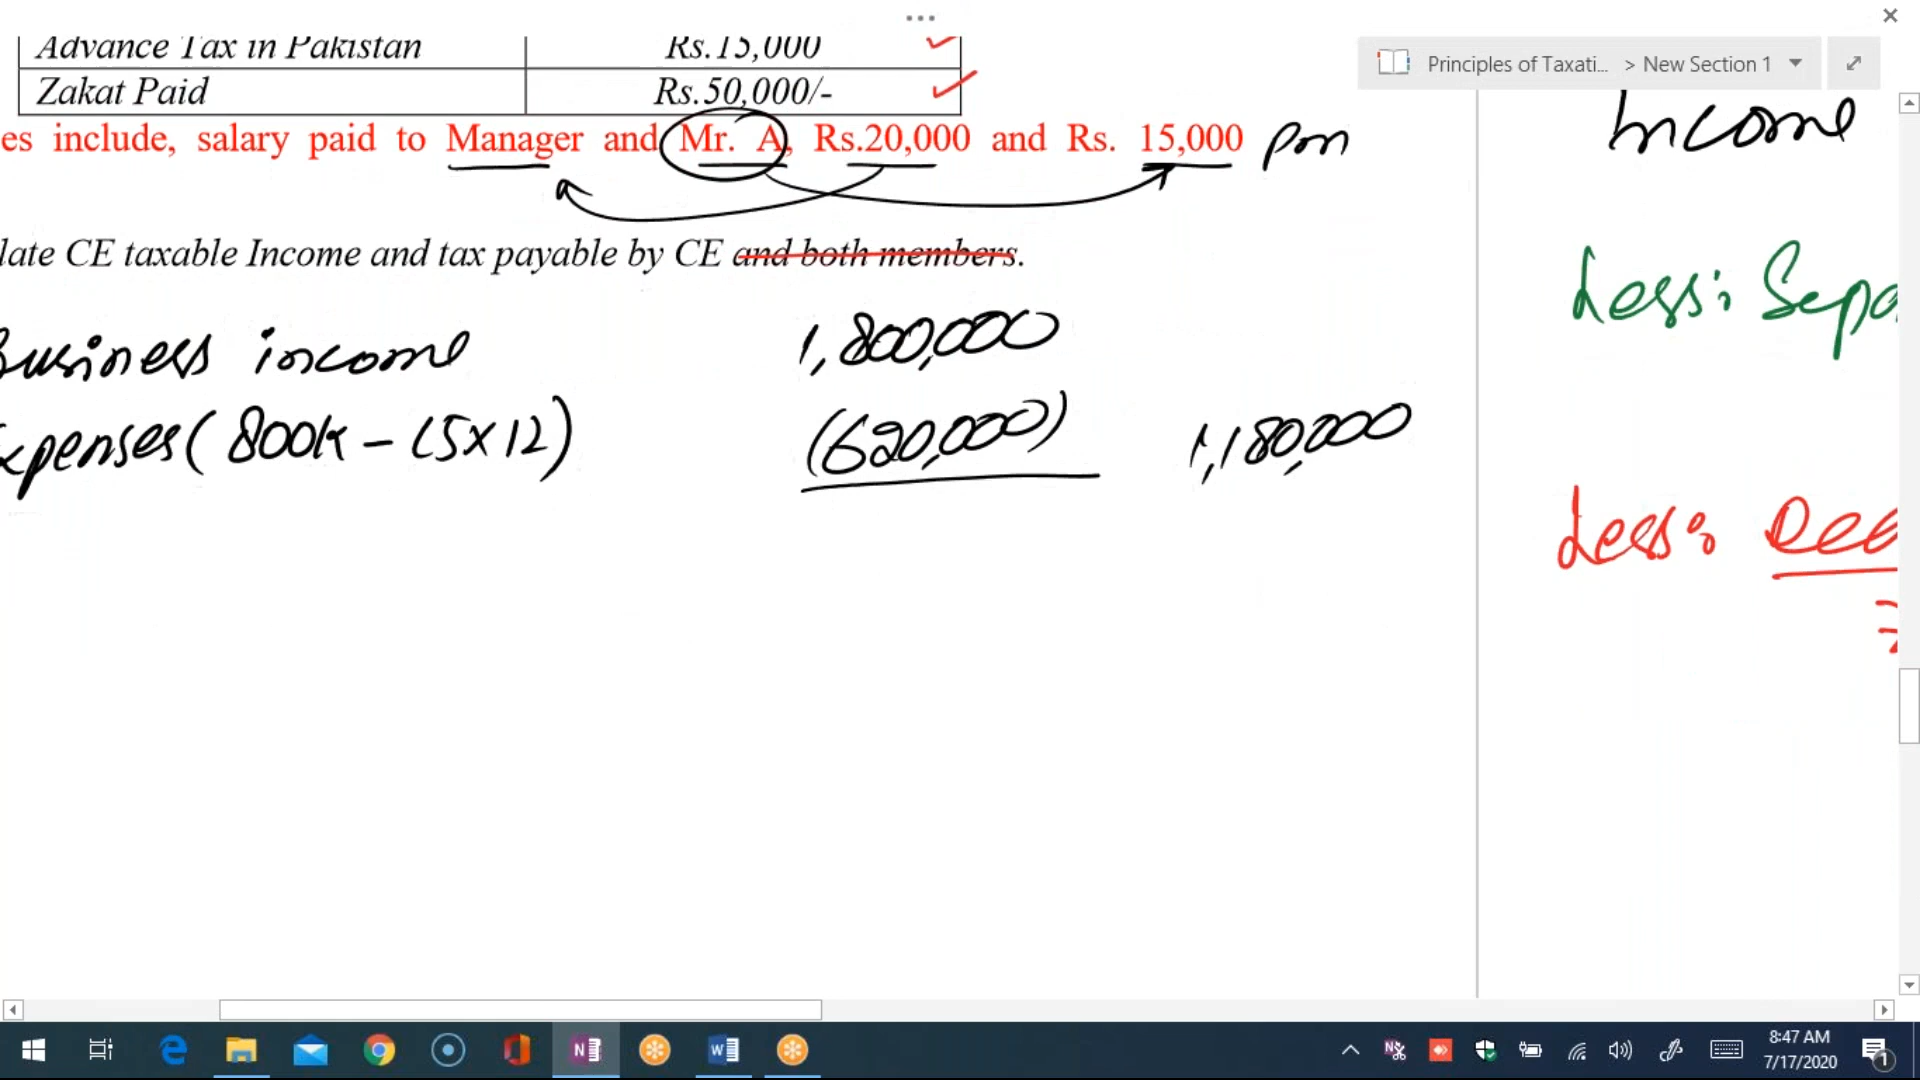 Advance Tax in Pakistan Rs.15,000
Zakat Paid Rs.50,000/-
es include, salary paid to Manager and Mr. A, Rs.20,000 and Rs. 15,000 pm
late CE taxable Income and tax payable by CE and both members.
Business income 1,800,000
Expenses (800K - 15x12) (620,000) 1,180,000
Principles of Taxati... > New Section 1
Income
Less: Sepa
Less: Ded
8:47 AM
7/17/2020
1